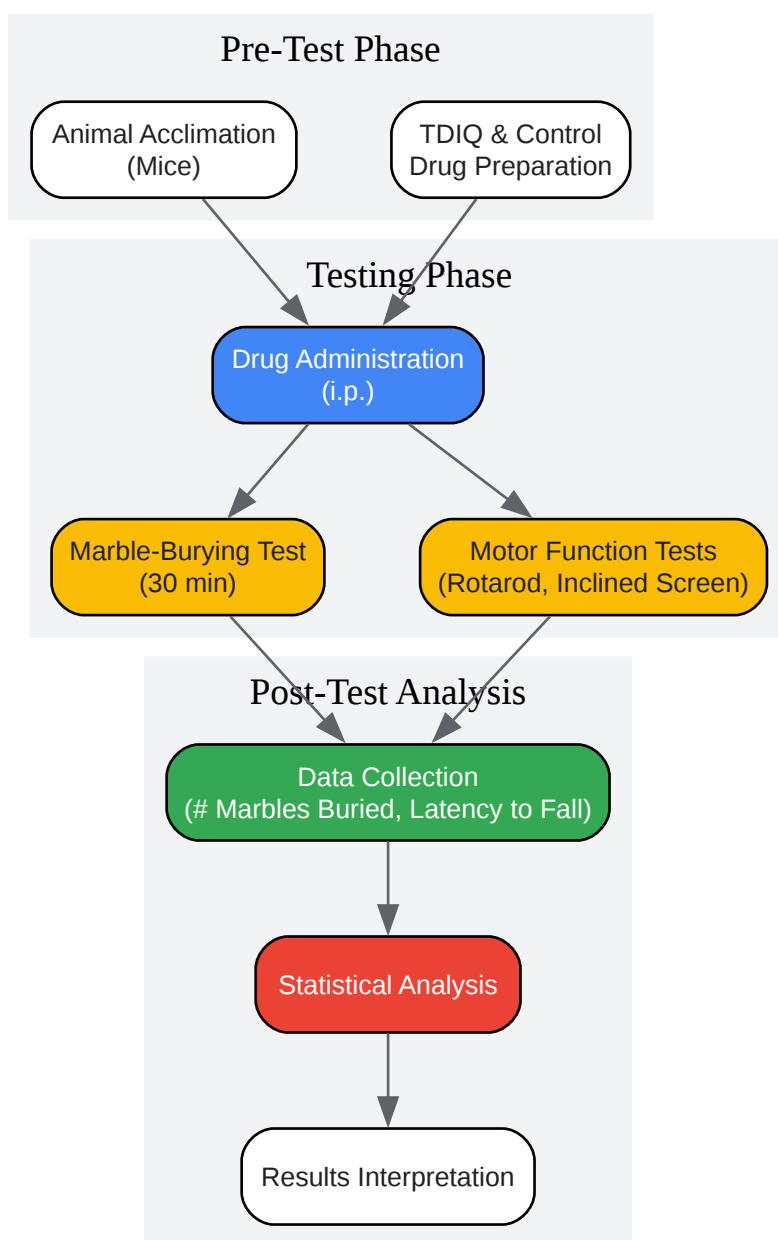 Pre-Test Phase
Animal Acclimation
(Mice)
TDIQ & Control
Drug Preparation
Testing Phase
Drug Administration
(i.p.)
Marble-Burying Test
(30 min)
Motor Function Tests
(Rotarod, Inclined Screen)
Post-Test Analysis
Data Collection
(# Marbles Buried, Latency to Fall)
Statistical Analysis
Results Interpretation